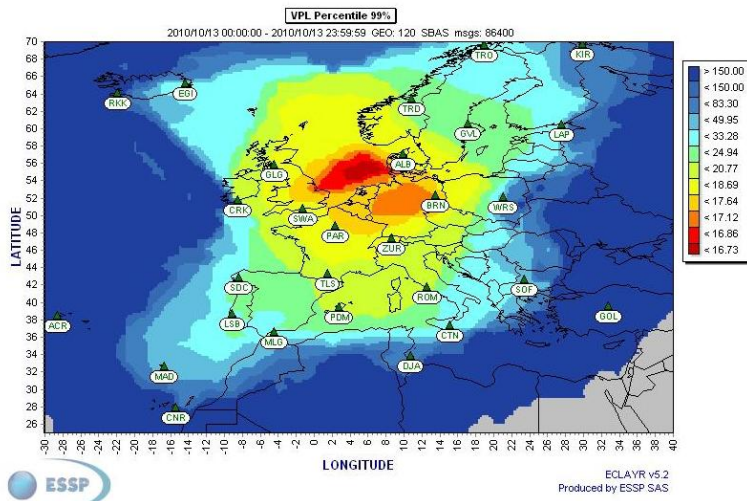 VPL Percentile 99%
2010/10/13 00:00:00 - 2010/10/13 23:59:59 GEO: 120 SBAS msgs: 86400
LATITUDE
70
68
66
64
62
60
58
56
54
52
50
48
46
44
42
40
38
36
34
32
30
28
26
TRO
KIR
EGI
RKK
TRD
GVL
LAP
ALB
GLG
CRK
SWA
BRN
WRS
PAR
ZUR
SDC
TLS
ROM
SOF
ACR
LSB
PDM
GOL
MLG
CTN
MAD
DJA
CNR
-30 -28 -26 -24 -22 -20 -18 -16 -14 -12 -10 -8 -6 -4 -2 0 2 4 6 8 10 12 14 16 18 20 22 24 26 28 30 32 34 36 38 40
LONGITUDE
> 150.00
< 150.00
< 83.30
< 49.95
< 33.28
< 24.94
< 20.77
< 18.69
< 17.64
< 17.12
< 16.86
< 16.73
ESSP
ECLAYR v5.2
Produced by ESSP SAS